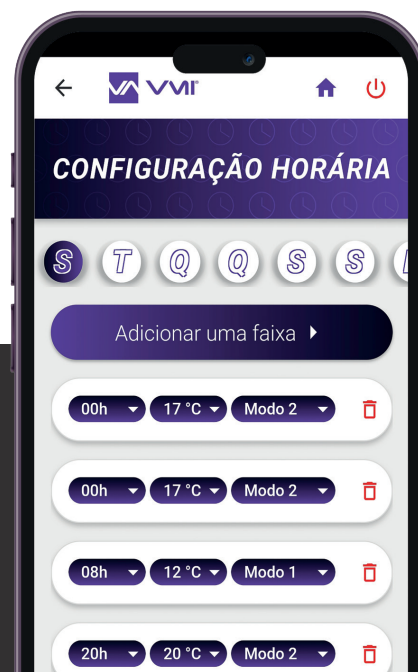 VMI®
CONFIGURAÇÃO HORÁRIA
S T Q Q S S
Adicionar uma faixa
00h 17 °C Modo 2
00h 17 °C Modo 2
08h 12 °C Modo 1
20h 20 °C Modo 2